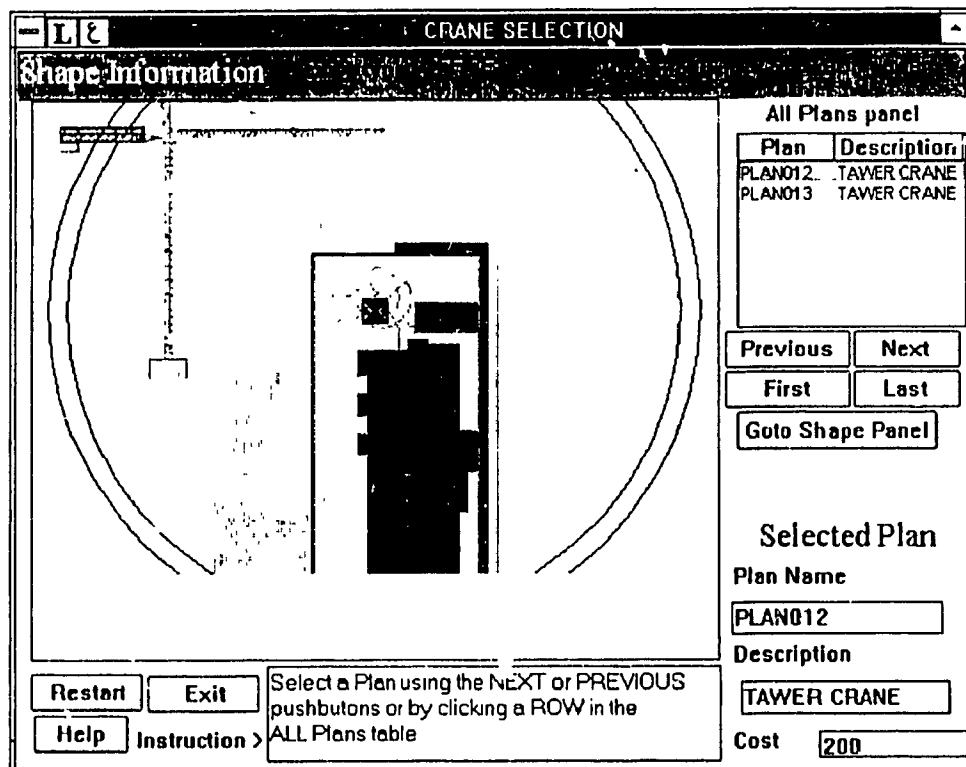 CRANE SELECTION
Shape Information
All Plans panel
Plan Description
PLAN012 TAWER CRANE
PLAN013 TAWER CRANE
Previous Next
First Last
Goto Shape Panel
Selected Plan
Plan Name
PLAN012
Description
TAWER CRANE
Cost 200
Restart Exit
Help Instruction >
Select a Plan using the NEXT or PREVIOUS
pushbutons or by clicking a ROW in the
ALL Plans table